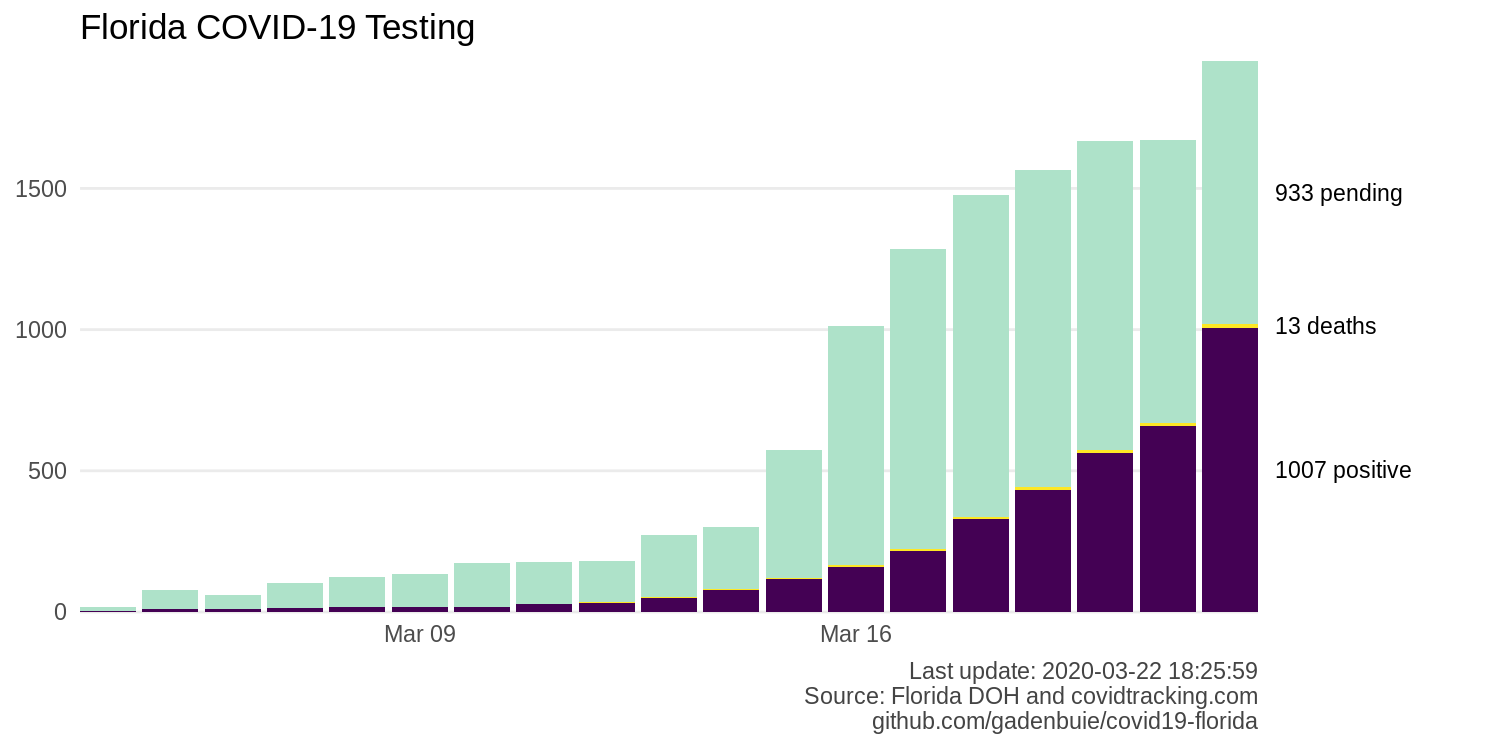 Florida COVID-19 Testing
1500
1000
500
0
933 pending
13 deaths
1007 positive
Mar 09
Mar 16
Last update: 2020-03-22 18:25:59
Source: Florida DOH and covidtracking.com
github.com/gadenbuie/covid19-florida